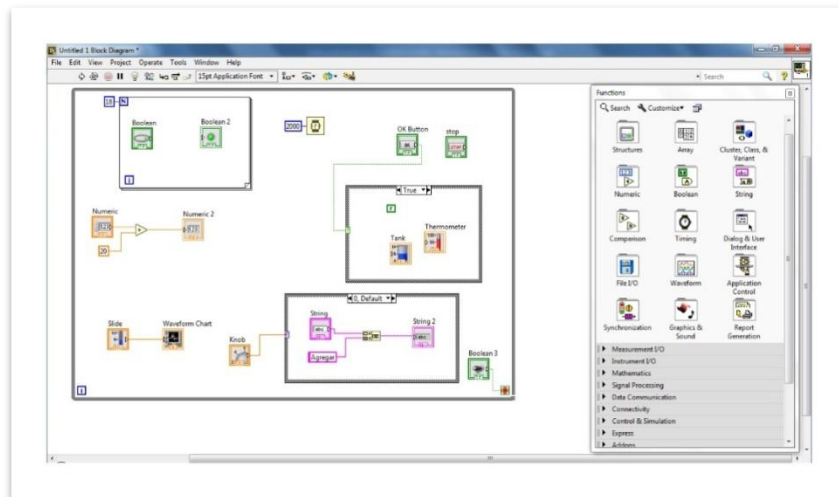 Untitled 1 Block Diagram *
File Edit View Project Operate Tools Window Help
15pt Application Font
Search
18 N
Boolean
Boolean 2
i
2000
OK Button
stop
True
Tank
Thermometer
Numeric
Numeric 2
20
Slide
Waveform Chart
Knob
0, Default
String
String 2
abc
Agregar
Boolean 3
i
Functions
Search Customize
Structures
Array
Cluster, Class, & Variant
Numeric
Boolean
String
Comparison
Timing
Dialog & User Interface
File I/O
Waveform
Application Control
Synchronization
Graphics & Sound
Report Generation
Measurement I/O
Instrument I/O
Mathematics
Signal Processing
Data Communication
Connectivity
Control & Simulation
Express
Addons